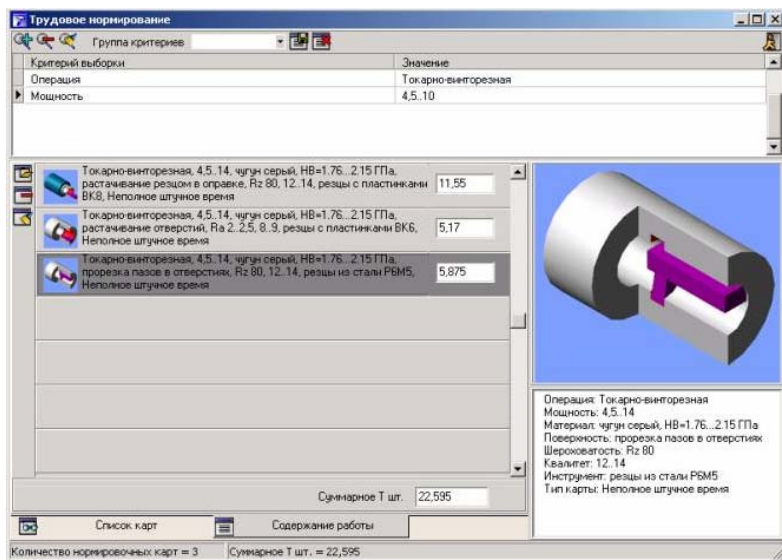 Трудовое нормирование
Группа критериев
Критерий выборки Значение
Операция Токарно-винторезная
Мощность 4,5..10
Токарно-винторезная, 4,5..14, чугун серый, HB=1.76...2.15 ГПа,
растачивание резцом в оправке, Rz 80, 12..14, резцы с пластинками
ВК8, Неполное штучное время
11,55
Токарно-винторезная, 4,5..14, чугун серый, HB=1.76...2.15 ГПа,
растачивание отверстий, Ra 2..2,5, 8..9, резцы с пластинками ВК6,
Неполное штучное время
5,17
Токарно-винторезная, 4,5..14, чугун серый, HB=1.76...2.15 ГПа,
прорезка пазов в отверстиях, Rz 80, 12..14, резцы из стали Р6М5,
Неполное штучное время
5,875
Суммарное Т шт. 22,595
Список карт Содержание работы
Операция: Токарно-винторезная
Мощность: 4,5..14
Материал: чугун серый, HB=1.76...2.15 ГПа
Поверхность: прорезка пазов в отверстиях
Шероховатость: Rz 80
Квалитет: 12..14
Инструмент: резцы из стали Р6М5
Тип карты: Неполное штучное время
Количество нормировочных карт = 3 Суммарное Т шт. = 22,595